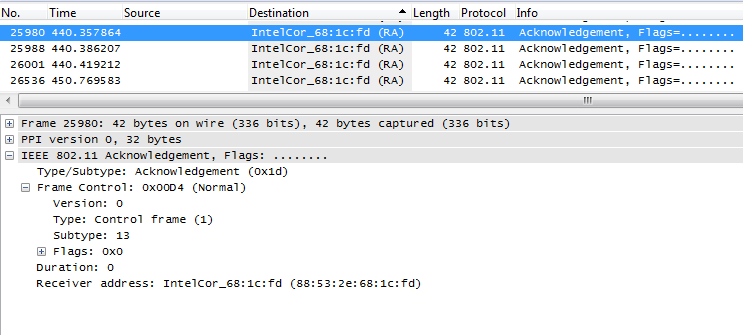 No. Time Source Destination Length Protocol Info
25980 440.357864 IntelCor_68:1c:fd (RA) 42 802.11 Acknowledgement, Flags=........
25988 440.386207 IntelCor_68:1c:fd (RA) 42 802.11 Acknowledgement, Flags=........
26001 440.419212 IntelCor_68:1c:fd (RA) 42 802.11 Acknowledgement, Flags=........
26536 450.769583 IntelCor_68:1c:fd (RA) 42 802.11 Acknowledgement, Flags=........
Frame 25980: 42 bytes on wire (336 bits), 42 bytes captured (336 bits)
PPI version 0, 32 bytes
IEEE 802.11 Acknowledgement, Flags: ........
Type/Subtype: Acknowledgement (0x1d)
Frame Control: 0x00D4 (Normal)
Version: 0
Type: Control frame (1)
Subtype: 13
Flags: 0x0
Duration: 0
Receiver address: IntelCor_68:1c:fd (88:53:2e:68:1c:fd)